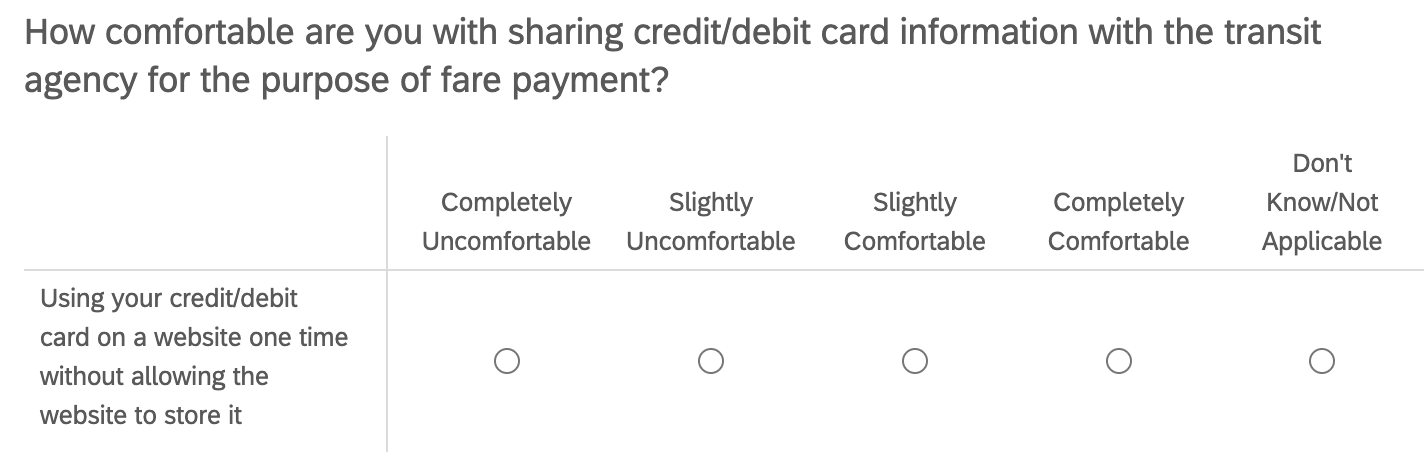 How comfortable are you with sharing credit/debit card information with the transit
agency for the purpose of fare payment?
Completely
Uncomfortable
Slightly
Uncomfortable
Slightly
Comfortable
Completely
Comfortable
Don't
Know/Not
Applicable
Using your credit/debit
card on a website one time
without allowing the
website to store it